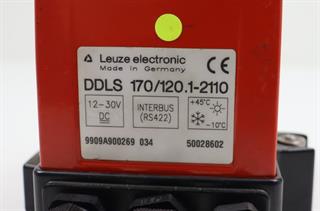 Leuze electronic
Made in Germany
CE
DDLS 170/120.1-2110
12-30V
DC
INTERBUS
(RS422)
+45°C
-10°C
9909A900269 034
50028602